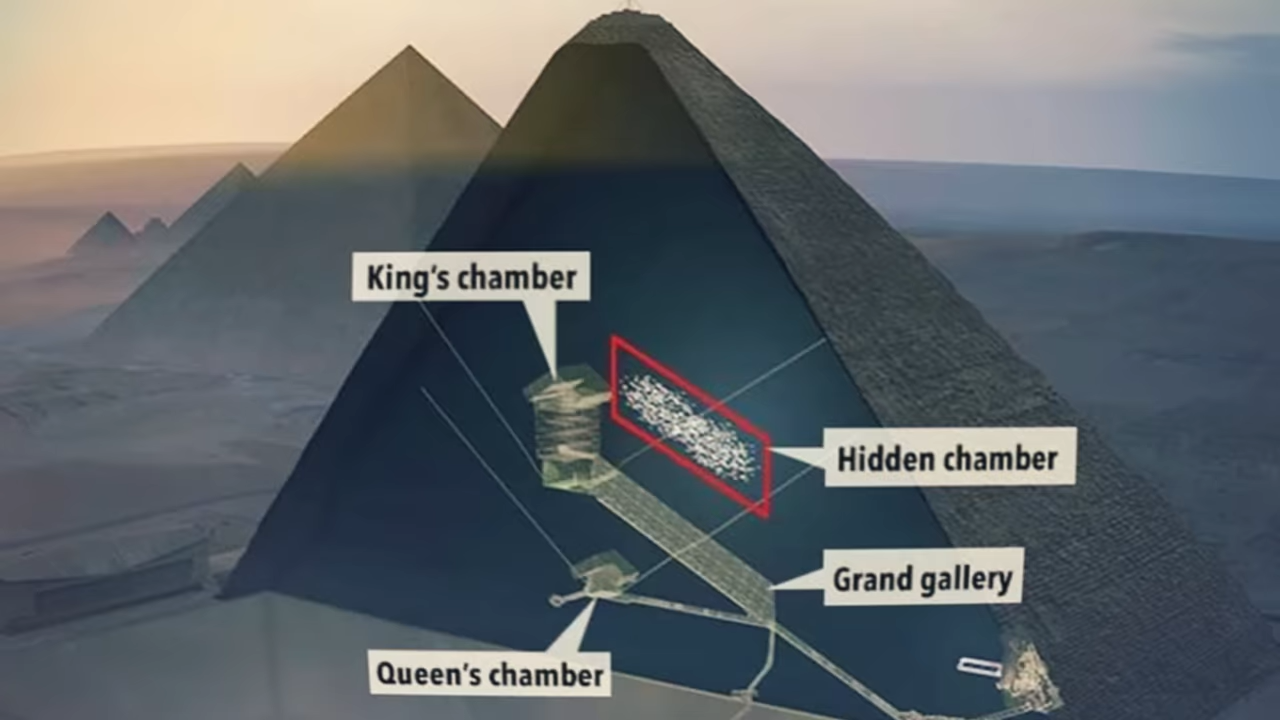 King's chamber
Hidden chamber
Grand gallery
Queen's chamber